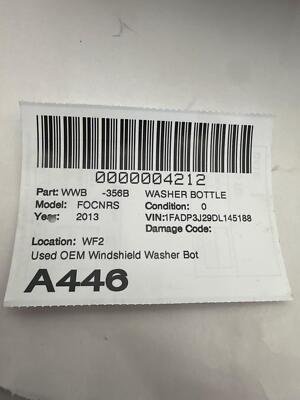 0000004212
Part: WWB -356B WASHER BOTTLE
Model: FOCNRS Condition: 0
Year: 2013 VIN:1FADP3J29DL145188
Damage Code:
Location: WF2
Used OEM Windshield Washer Bot
A446